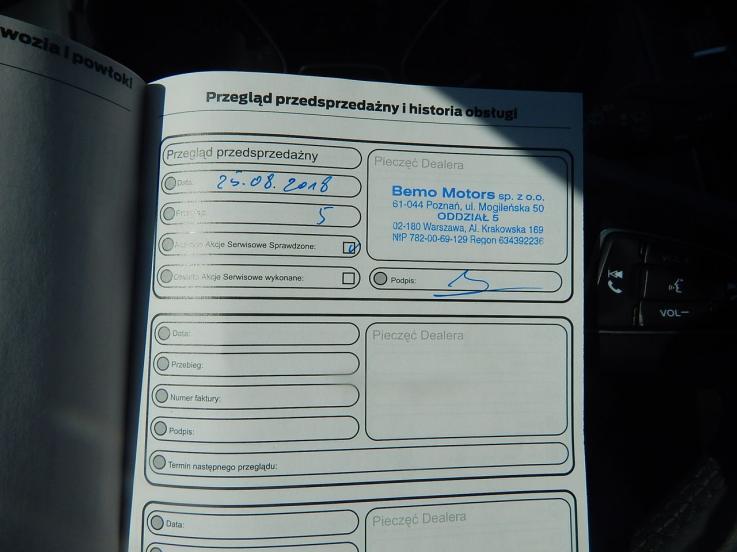 wozia i powłoki
Przegląd przedsprzedażny i historia obsługi
Przegląd przedsprzedażny
Data: 25.08.2018
5
Akcje Serwisowe Sprawdzone:
Otwarte Akcje Serwisowe wykonane:
Pieczęć Dealera
Bemo Motors sp. z o.o.
61-044 Poznań, ul. Mogileńska 50
ODDZIAŁ 5
02-180 Warszawa, Al. Krakowska 169
NIP 782-00-69-129 Regon 634392236
Podpis:
Data:
Przebieg:
Numer faktury:
Podpis:
Termin następnego przeglądu:
Pieczęć Dealera
Data:
Pieczęć Dealera
VOL−